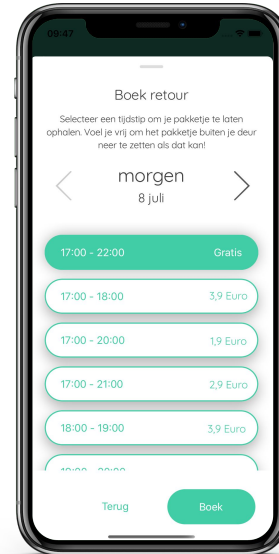 09:47
Boek retour
Selecteer een tijdstip om je pakketje te laten
ophalen. Voel je vrij om het pakketje buiten je deur
neer te zetten als dat kan!
morgen
8 juli
17:00 - 22:00 Gratis
17:00 - 18:00 3,9 Euro
17:00 - 20:00 1,9 Euro
17:00 - 21:00 2,9 Euro
18:00 - 19:00 3,9 Euro
Terug Boek